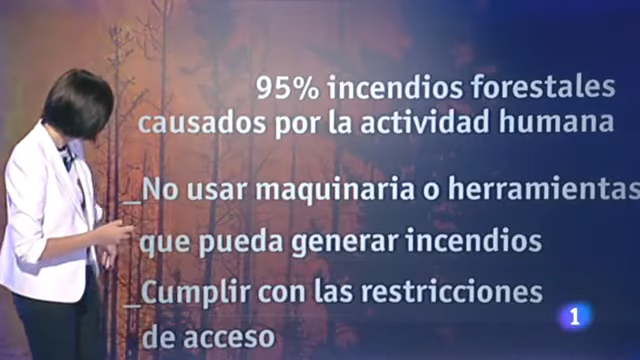 95% incendios forestales
causados por la actividad humana
_No usar maquinaria o herramientas
que pueda generar incendios
_Cumplir con las restricciones
de acceso
1